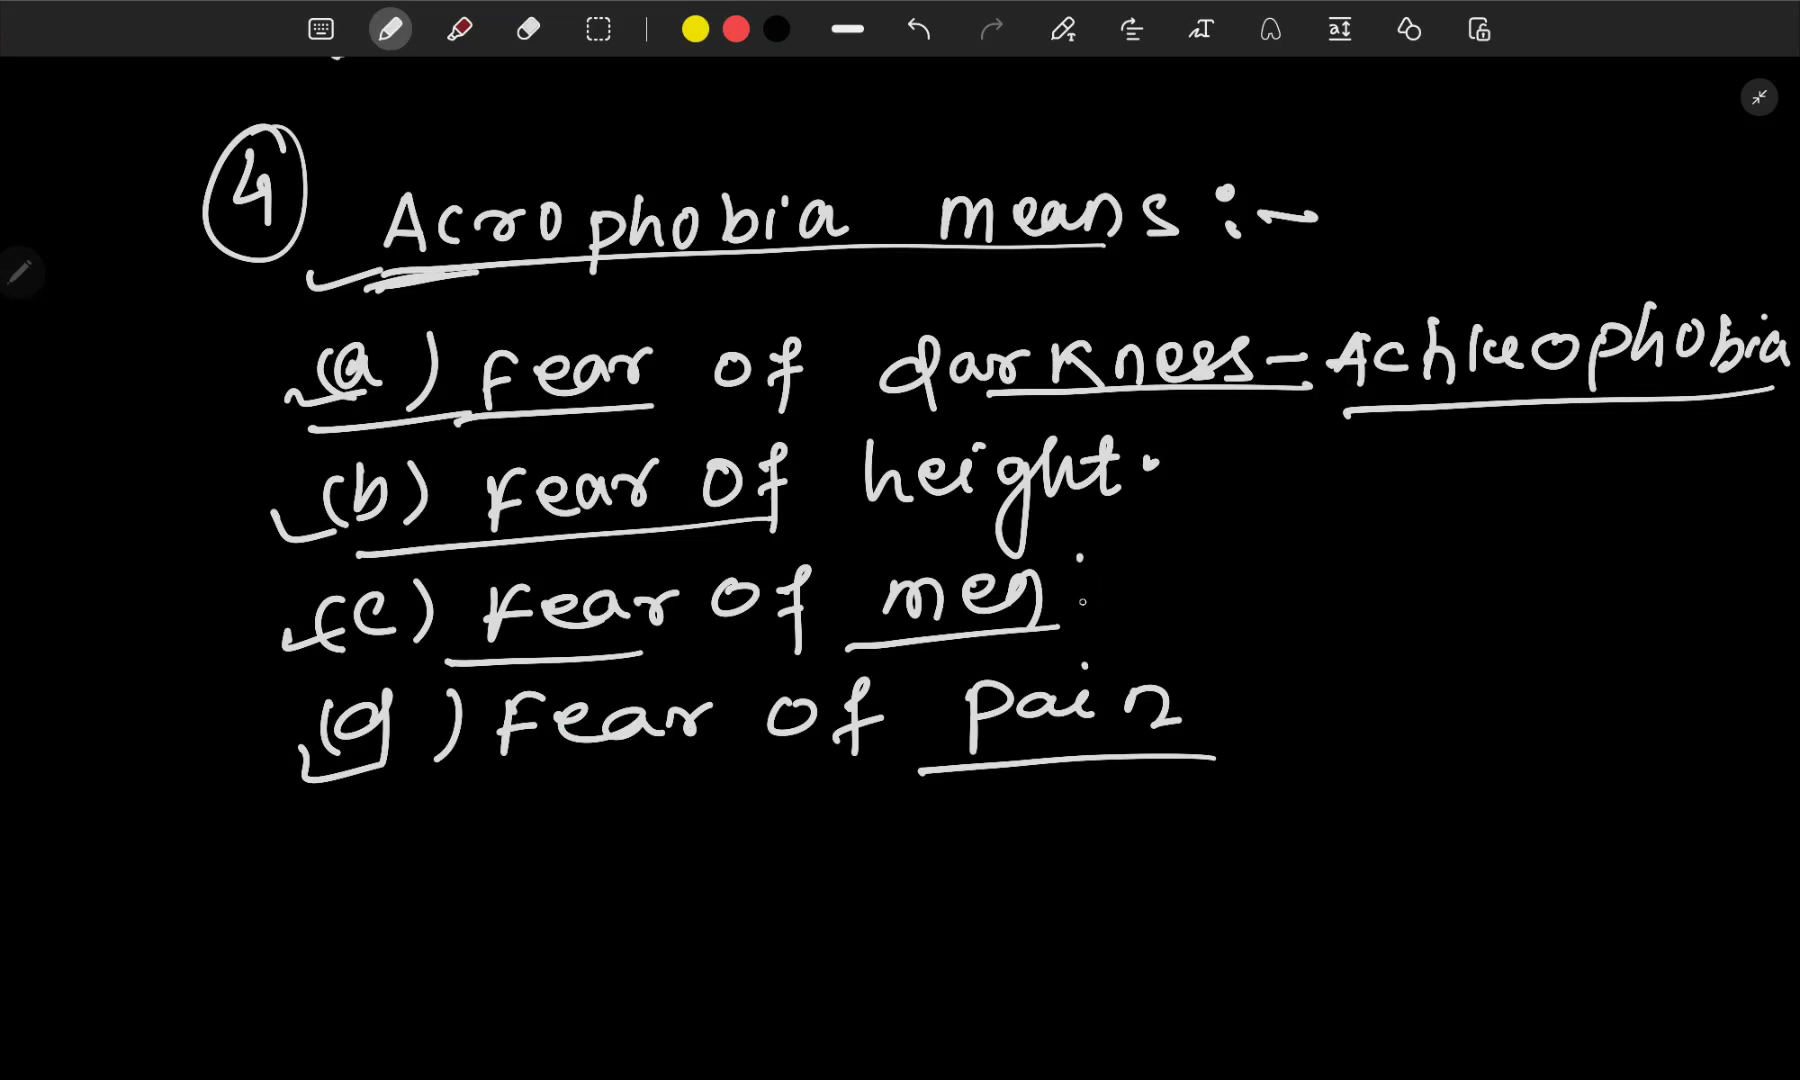 4
Acrophobia means :-
(a) Fear of darkness - Achluophobia
(b) Fear of height.
(c) Fear of men
(d) Fear of pain